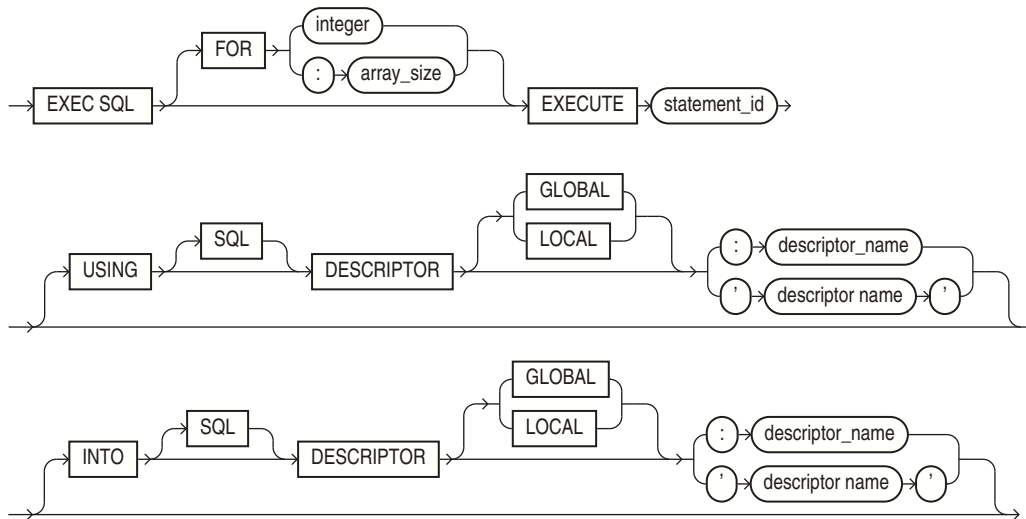 integer
FOR
: array_size
EXEC SQL EXECUTE statement_id
GLOBAL
SQL LOCAL : descriptor_name
USING DESCRIPTOR ' descriptor name '
GLOBAL
SQL LOCAL : descriptor_name
INTO DESCRIPTOR ' descriptor name '